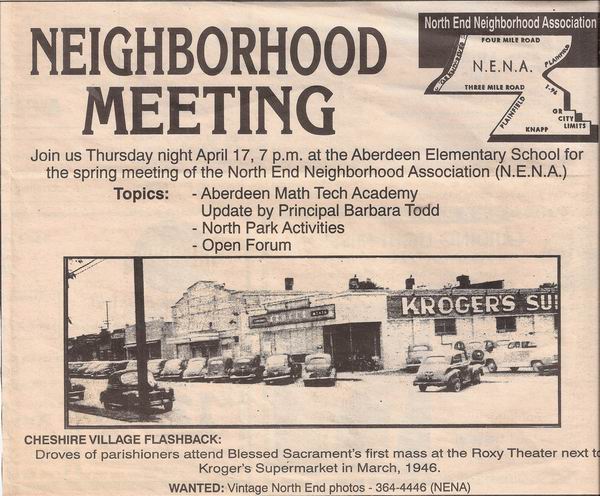 NEIGHBORHOOD
MEETING
North End Neighborhood Association
FOUR MILE ROAD
N.E.N.A.
PLAINFIELD
THREE MILE ROAD
I-96
PLAINFIELD
GR
CITY
LIMITS
KNAPP
Join us Thursday night April 17, 7 p.m. at the Aberdeen Elementary School for
the spring meeting of the North End Neighborhood Association (N.E.N.A.)
Topics: - Aberdeen Math Tech Academy
Update by Principal Barbara Todd
- North Park Activities
- Open Forum
KROGER
KROGER'S SU
CHESHIRE VILLAGE FLASHBACK:
Droves of parishioners attend Blessed Sacrament's first mass at the Roxy Theater next to
Kroger's Supermarket in March, 1946.
WANTED: Vintage North End photos - 364-4446 (NENA)